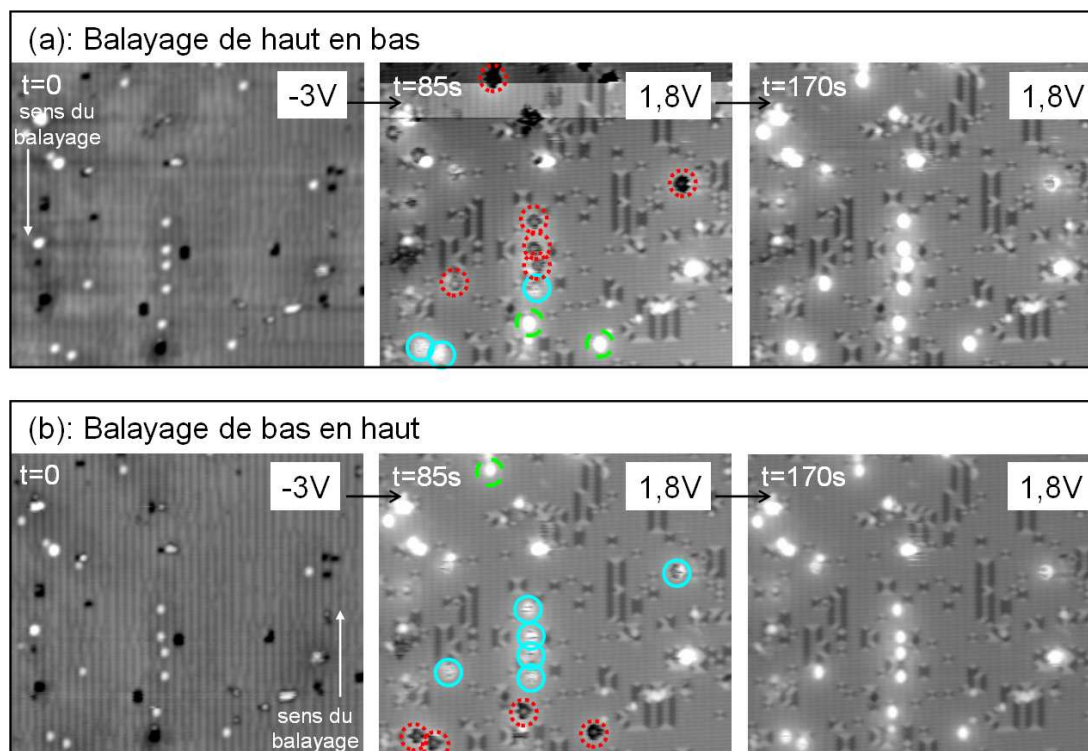 (a): Balayage de haut en bas
t=0
sens du
balayage
-3V
t=85s
1,8V
t=170s
1,8V
(b): Balayage de bas en haut
t=0
-3V
sens du
balayage
t=85s
1,8V
t=170s
1,8V